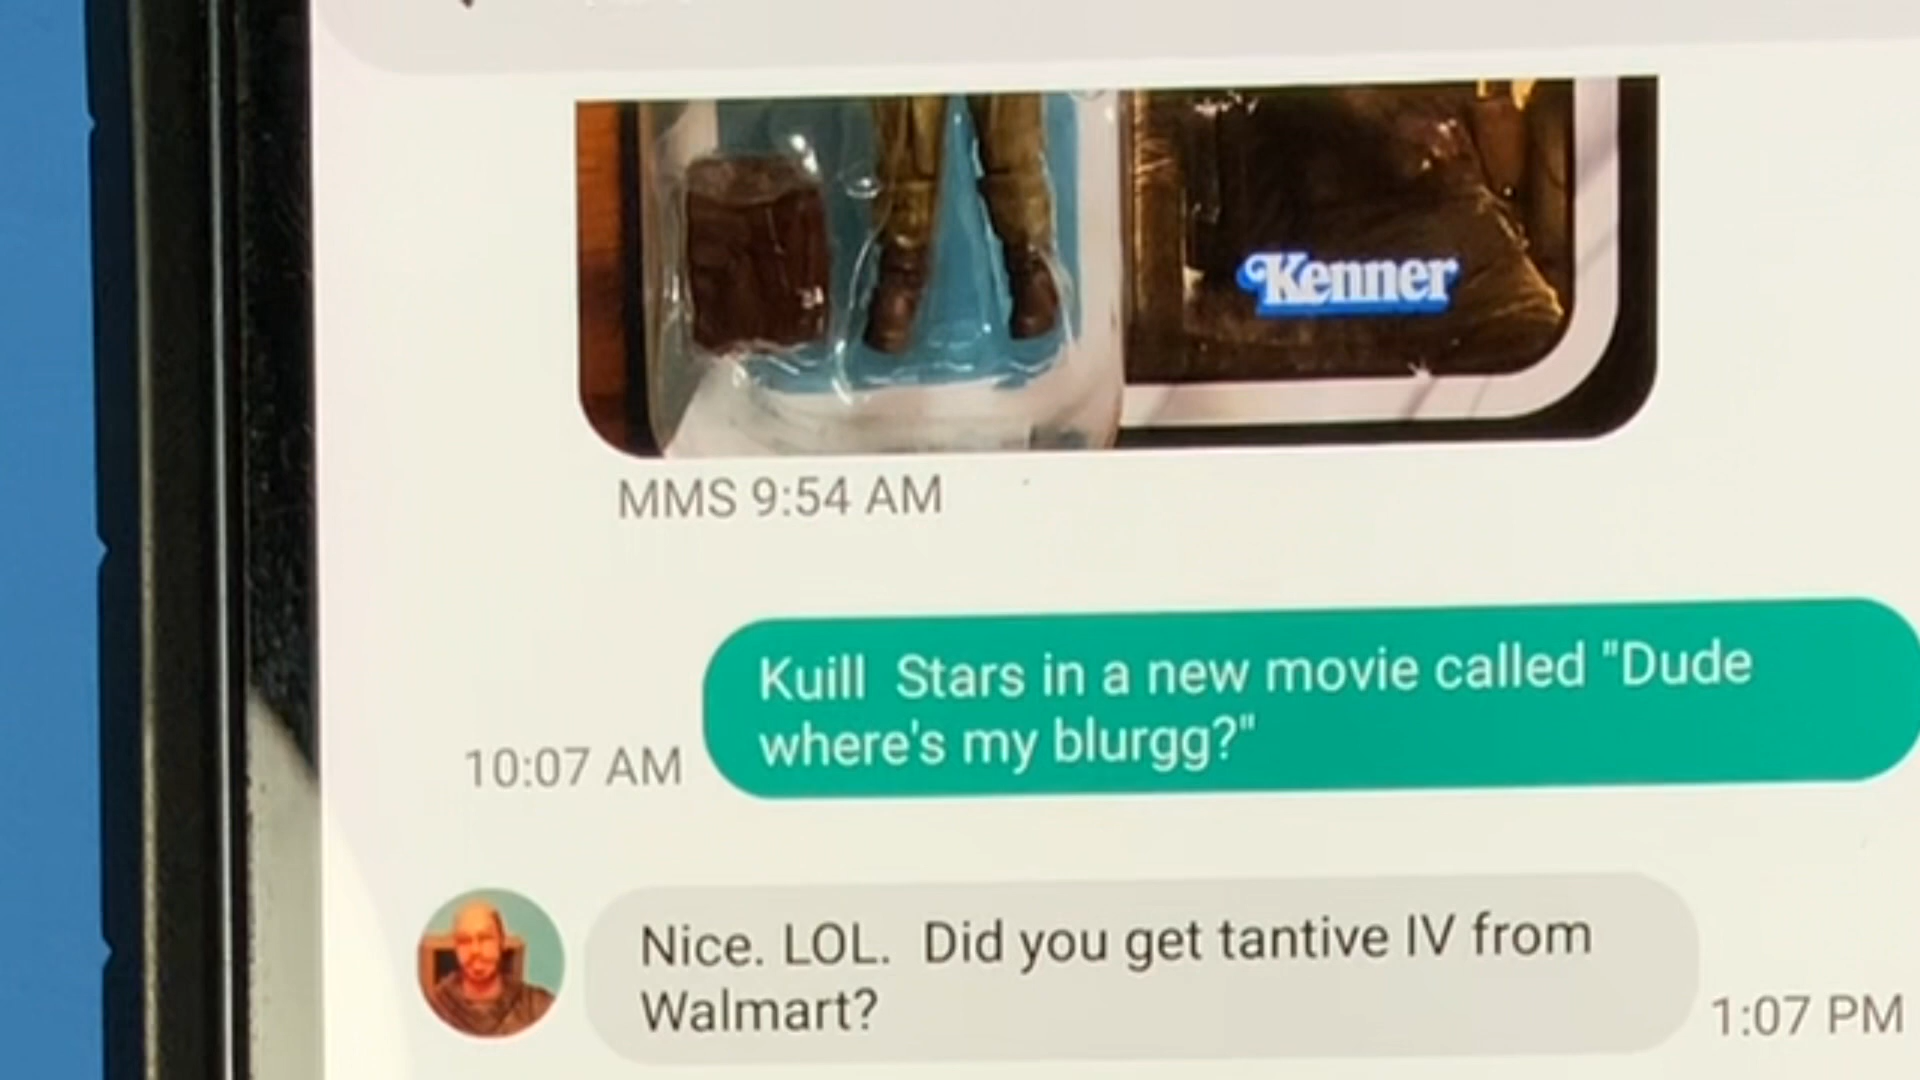 Kenner
MMS 9:54 AM
Kuill  Stars in a new movie called "Dude
where's my blurgg?"
10:07 AM
Nice. LOL.  Did you get tantive IV from
Walmart?
1:07 PM